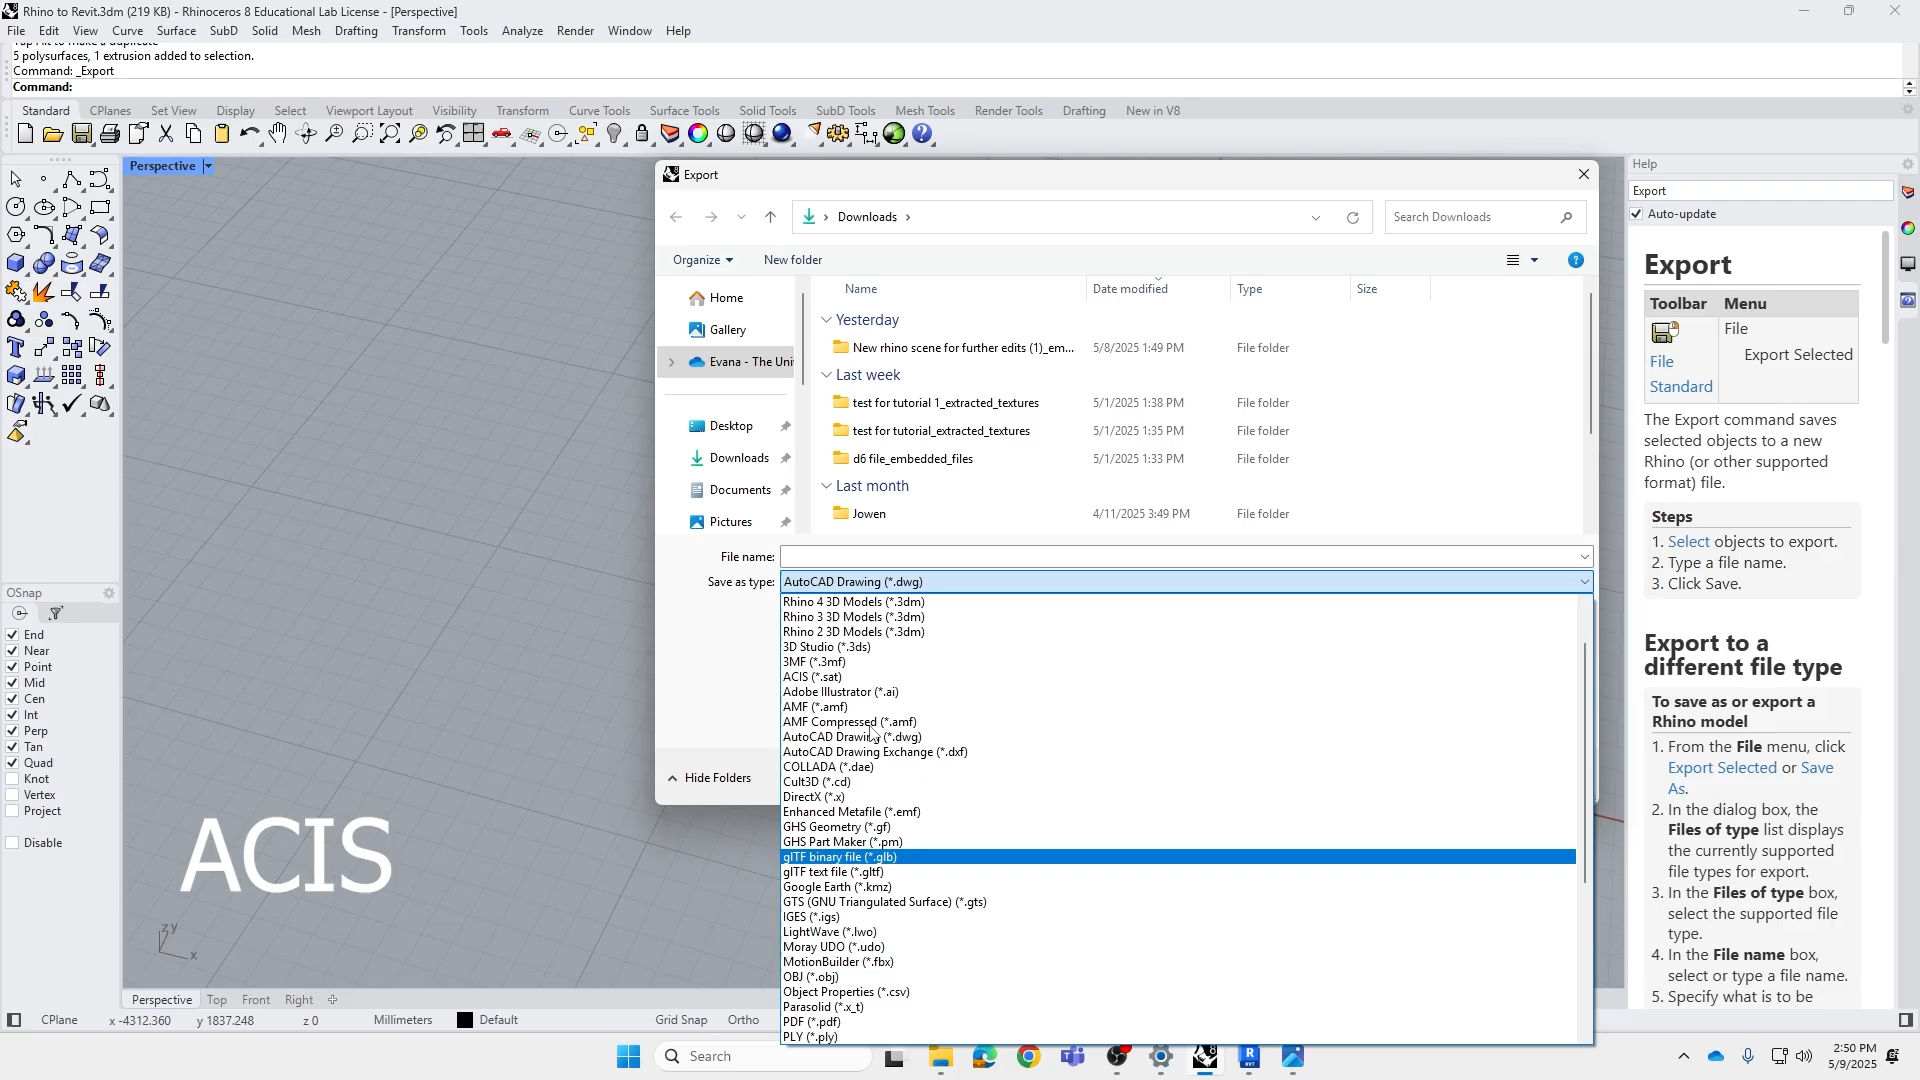 Rhino to Revit.3dm (219 KB) - Rhinoceros 8 Educational Lab License - [Perspective]
File Edit View Curve Surface SubD Solid Mesh Drafting Transform Tools Analyze Render Window Help
5 polysurfaces, 1 extrusion added to selection.
Command: _Export
Command:
Standard CPlanes Set View Display Select Viewport Layout Visibility Transform Curve Tools Surface Tools Solid Tools SubD Tools Mesh Tools Render Tools Drafting New in V8
Perspective
Export
Downloads
Search Downloads
Organize New folder
Name Date modified Type Size
Home
Gallery
Evana - The Uni
Desktop
Downloads
Documents
Pictures
Yesterday
New rhino scene for further edits (1)_em... 5/8/2025 1:49 PM File folder
Last week
test for tutorial 1_extracted_textures 5/1/2025 1:38 PM File folder
test for tutorial_extracted_textures 5/1/2025 1:35 PM File folder
d6 file_embedded_files 5/1/2025 1:33 PM File folder
Last month
Jowen 4/11/2025 3:49 PM File folder
File name:
Save as type: AutoCAD Drawing (*.dwg)
Rhino 4 3D Models (*.3dm)
Rhino 3 3D Models (*.3dm)
Rhino 2 3D Models (*.3dm)
3D Studio (*.3ds)
3MF (*.3mf)
ACIS (*.sat)
Adobe Illustrator (*.ai)
AMF (*.amf)
AMF Compressed (*.amf)
AutoCAD Drawing (*.dwg)
AutoCAD Drawing Exchange (*.dxf)
COLLADA (*.dae)
Cult3D (*.cd)
DirectX (*.x)
Enhanced Metafile (*.emf)
GHS Geometry (*.gf)
GHS Part Maker (*.pm)
glTF binary file (*.glb)
glTF text file (*.gltf)
Google Earth (*.kmz)
GTS (GNU Triangulated Surface) (*.gts)
IGES (*.igs)
LightWave (*.lwo)
Moray UDO (*.udo)
MotionBuilder (*.fbx)
OBJ (*.obj)
Object Properties (*.csv)
Parasolid (*.x_t)
PDF (*.pdf)
PLY (*.ply)
Hide Folders
OSnap
End
Near
Point
Mid
Cen
Int
Perp
Tan
Quad
Knot
Vertex
Project
Disable
ACIS
z y
x
Help
Export
Auto-update
Export
Toolbar Menu
File
Export Selected
File
Standard
The Export command saves
selected objects to a new
Rhino (or other supported
format) file.
Steps
1. Select objects to export.
2. Type a file name.
3. Click Save.
Export to a
different file type
To save as or export a
Rhino model
1. From the File menu, click
Export Selected or Save
As.
2. In the dialog box, the
Files of type list displays
the currently supported
file types for export.
3. In the Files of type box,
select the supported file
type.
4. In the File name box,
select or type a file name.
5. Specify what is to be
Perspective Top Front Right
CPlane x -4312.360 y 1837.248 z 0 Millimeters Default Grid Snap Ortho
Search
2:50 PM
5/9/2025